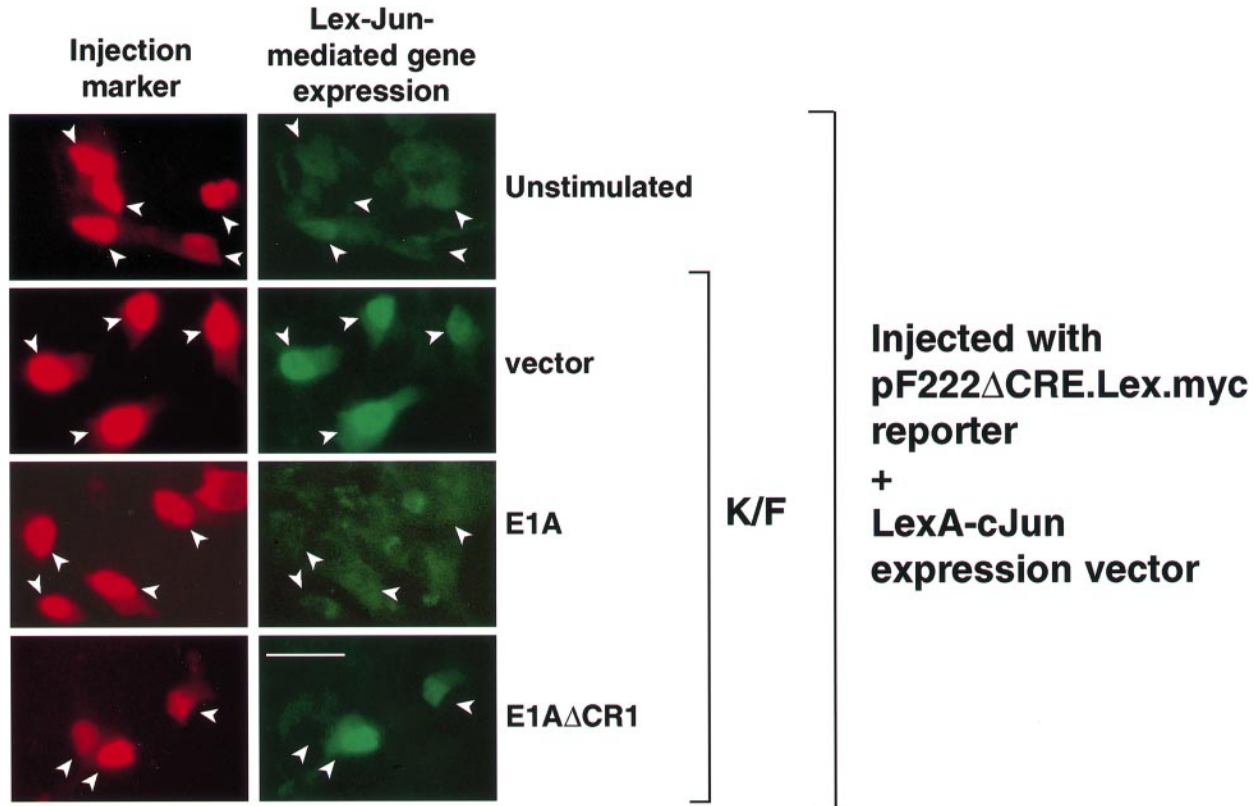 Injection
marker
Lex-Jun-
mediated gene
expression
Unstimulated
vector
E1A
E1AΔCR1
K/F
Injected with
pF222ΔCRE.Lex.myc
reporter
+
LexA-cJun
expression vector